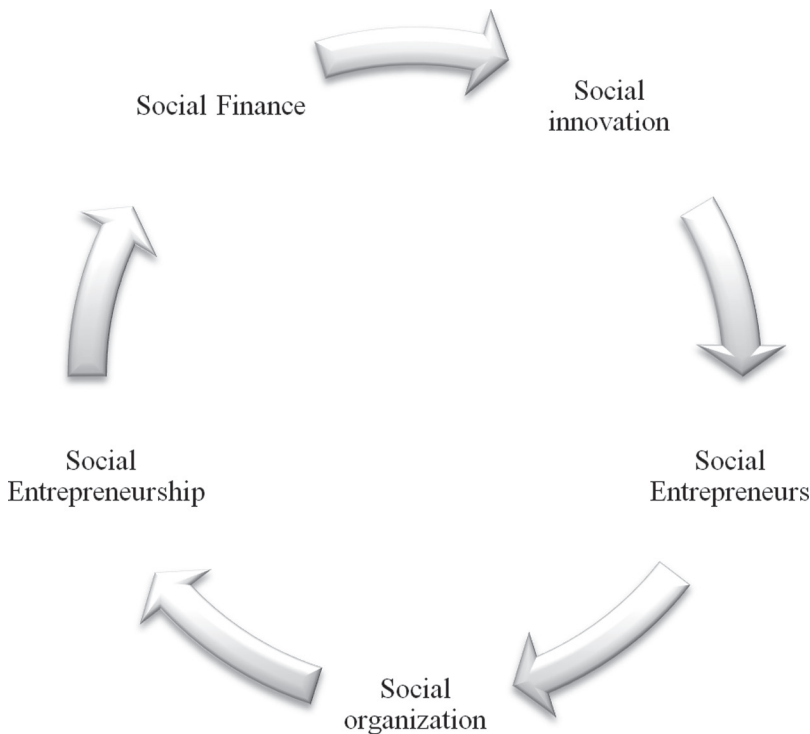 Social Finance
Social
innovation
Social
Entrepreneurs
Social
organization
Social
Entrepreneurship